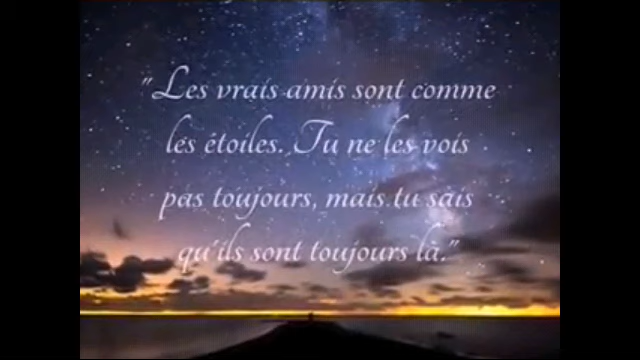 "Les vrais amis sont comme
les étoiles. Tu ne les vois
pas toujours, mais tu sais
qu'ils sont toujours là."